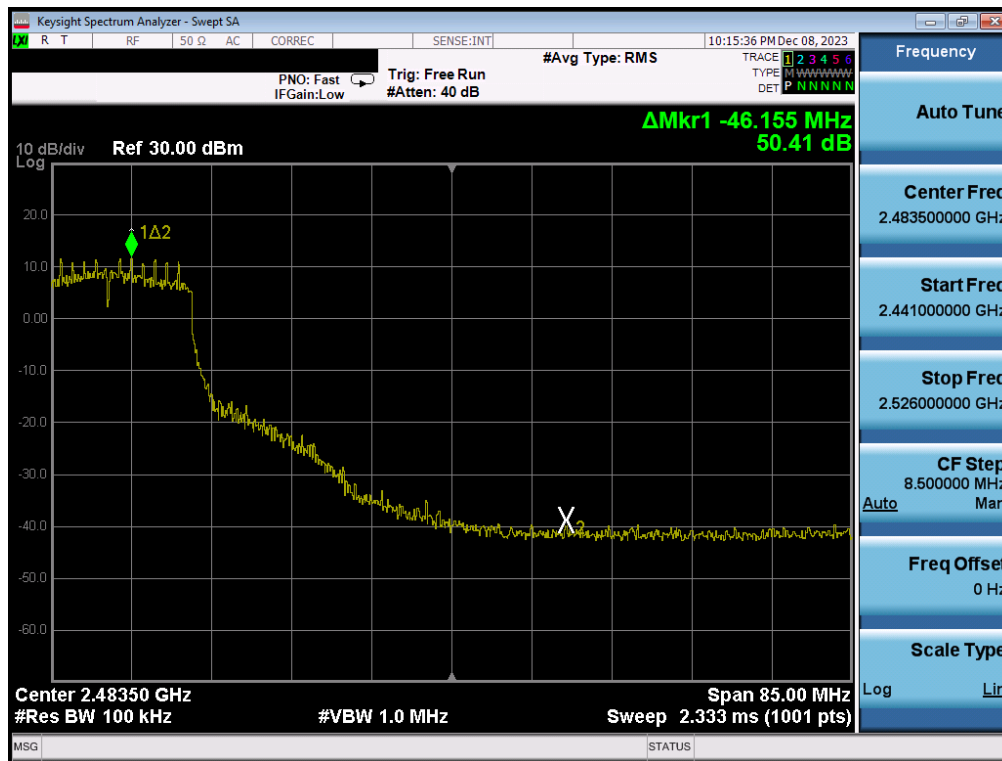 Keysight Spectrum Analyzer - Swept SA
LXI R T RF 50 Ω AC CORREC SENSE:INT 10:15:36 PM Dec 08, 2023
#Avg Type: RMS
TRACE 1 2 3 4 5 6
TYPE M WWWWW
DET P N N N N N
PNO: Fast
IFGain:Low
Trig: Free Run
#Atten: 40 dB
ΔMkr1 -46.155 MHz
50.41 dB
10 dB/div
Log
Ref 30.00 dBm
20.0
10.0
0.00
-10.0
-20.0
-30.0
-40.0
-50.0
-60.0
1Δ2
X2
Center 2.48350 GHz
Span 85.00 MHz
#Res BW 100 kHz
#VBW 1.0 MHz
Sweep 2.333 ms (1001 pts)
MSG
STATUS
Frequency
Auto Tune
Center Freq
2.483500000 GHz
Start Freq
2.441000000 GHz
Stop Freq
2.526000000 GHz
CF Step
8.500000 MHz
Auto Man
Freq Offset
0 Hz
Scale Type
Log Lin